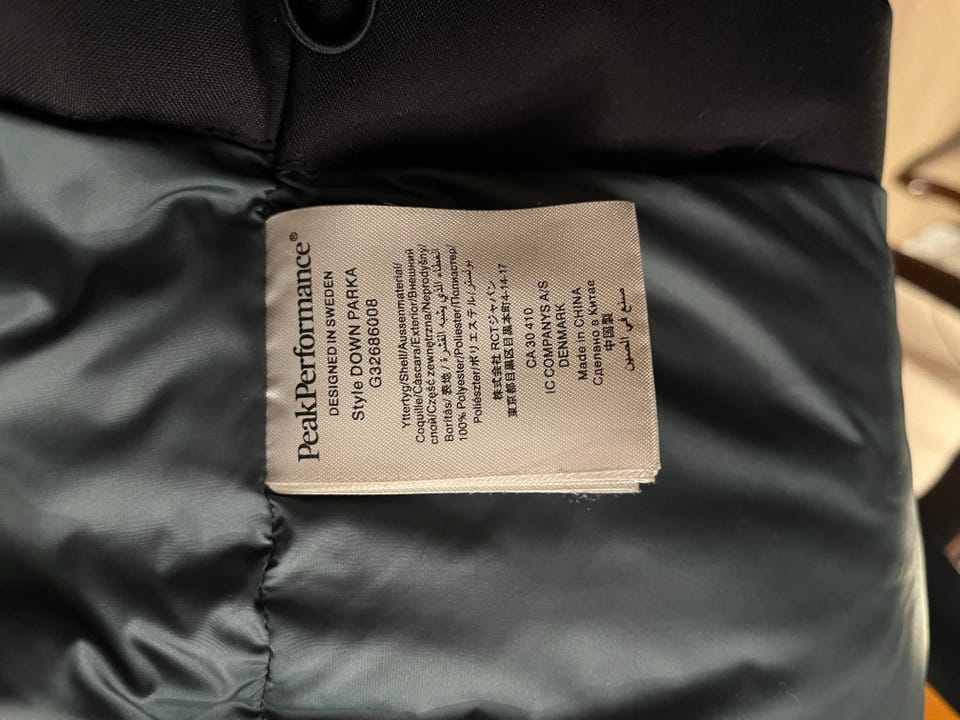 PeakPerformance®
DESIGNED IN SWEDEN
Style DOWN PARKA
G32686008
Yttertyg/Shell/Aussenmaterial/
Coquille/Cáscara/Exterior/Внешний
слой/Część zewnętrzna/Neprodyšný/
Borítás/ 表地 /
100% Polyester/Poliester/Полиэстер/
Poliészter/ポリエステル/بوليستر
株式会社 RCTジャパン
東京都目黒区目黒本町4-14-17
CA 30 410
IC COMPANYS A/S
DENMARK
Made in CHINA
Сделано в Китае
中国製
صنع في الصين